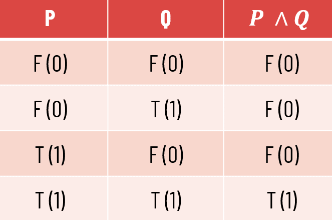 P Q P ∧ Q
F (0) F (0) F (0)
F (0) T (1) F (0)
T (1) F (0) F (0)
T (1) T (1) T (1)